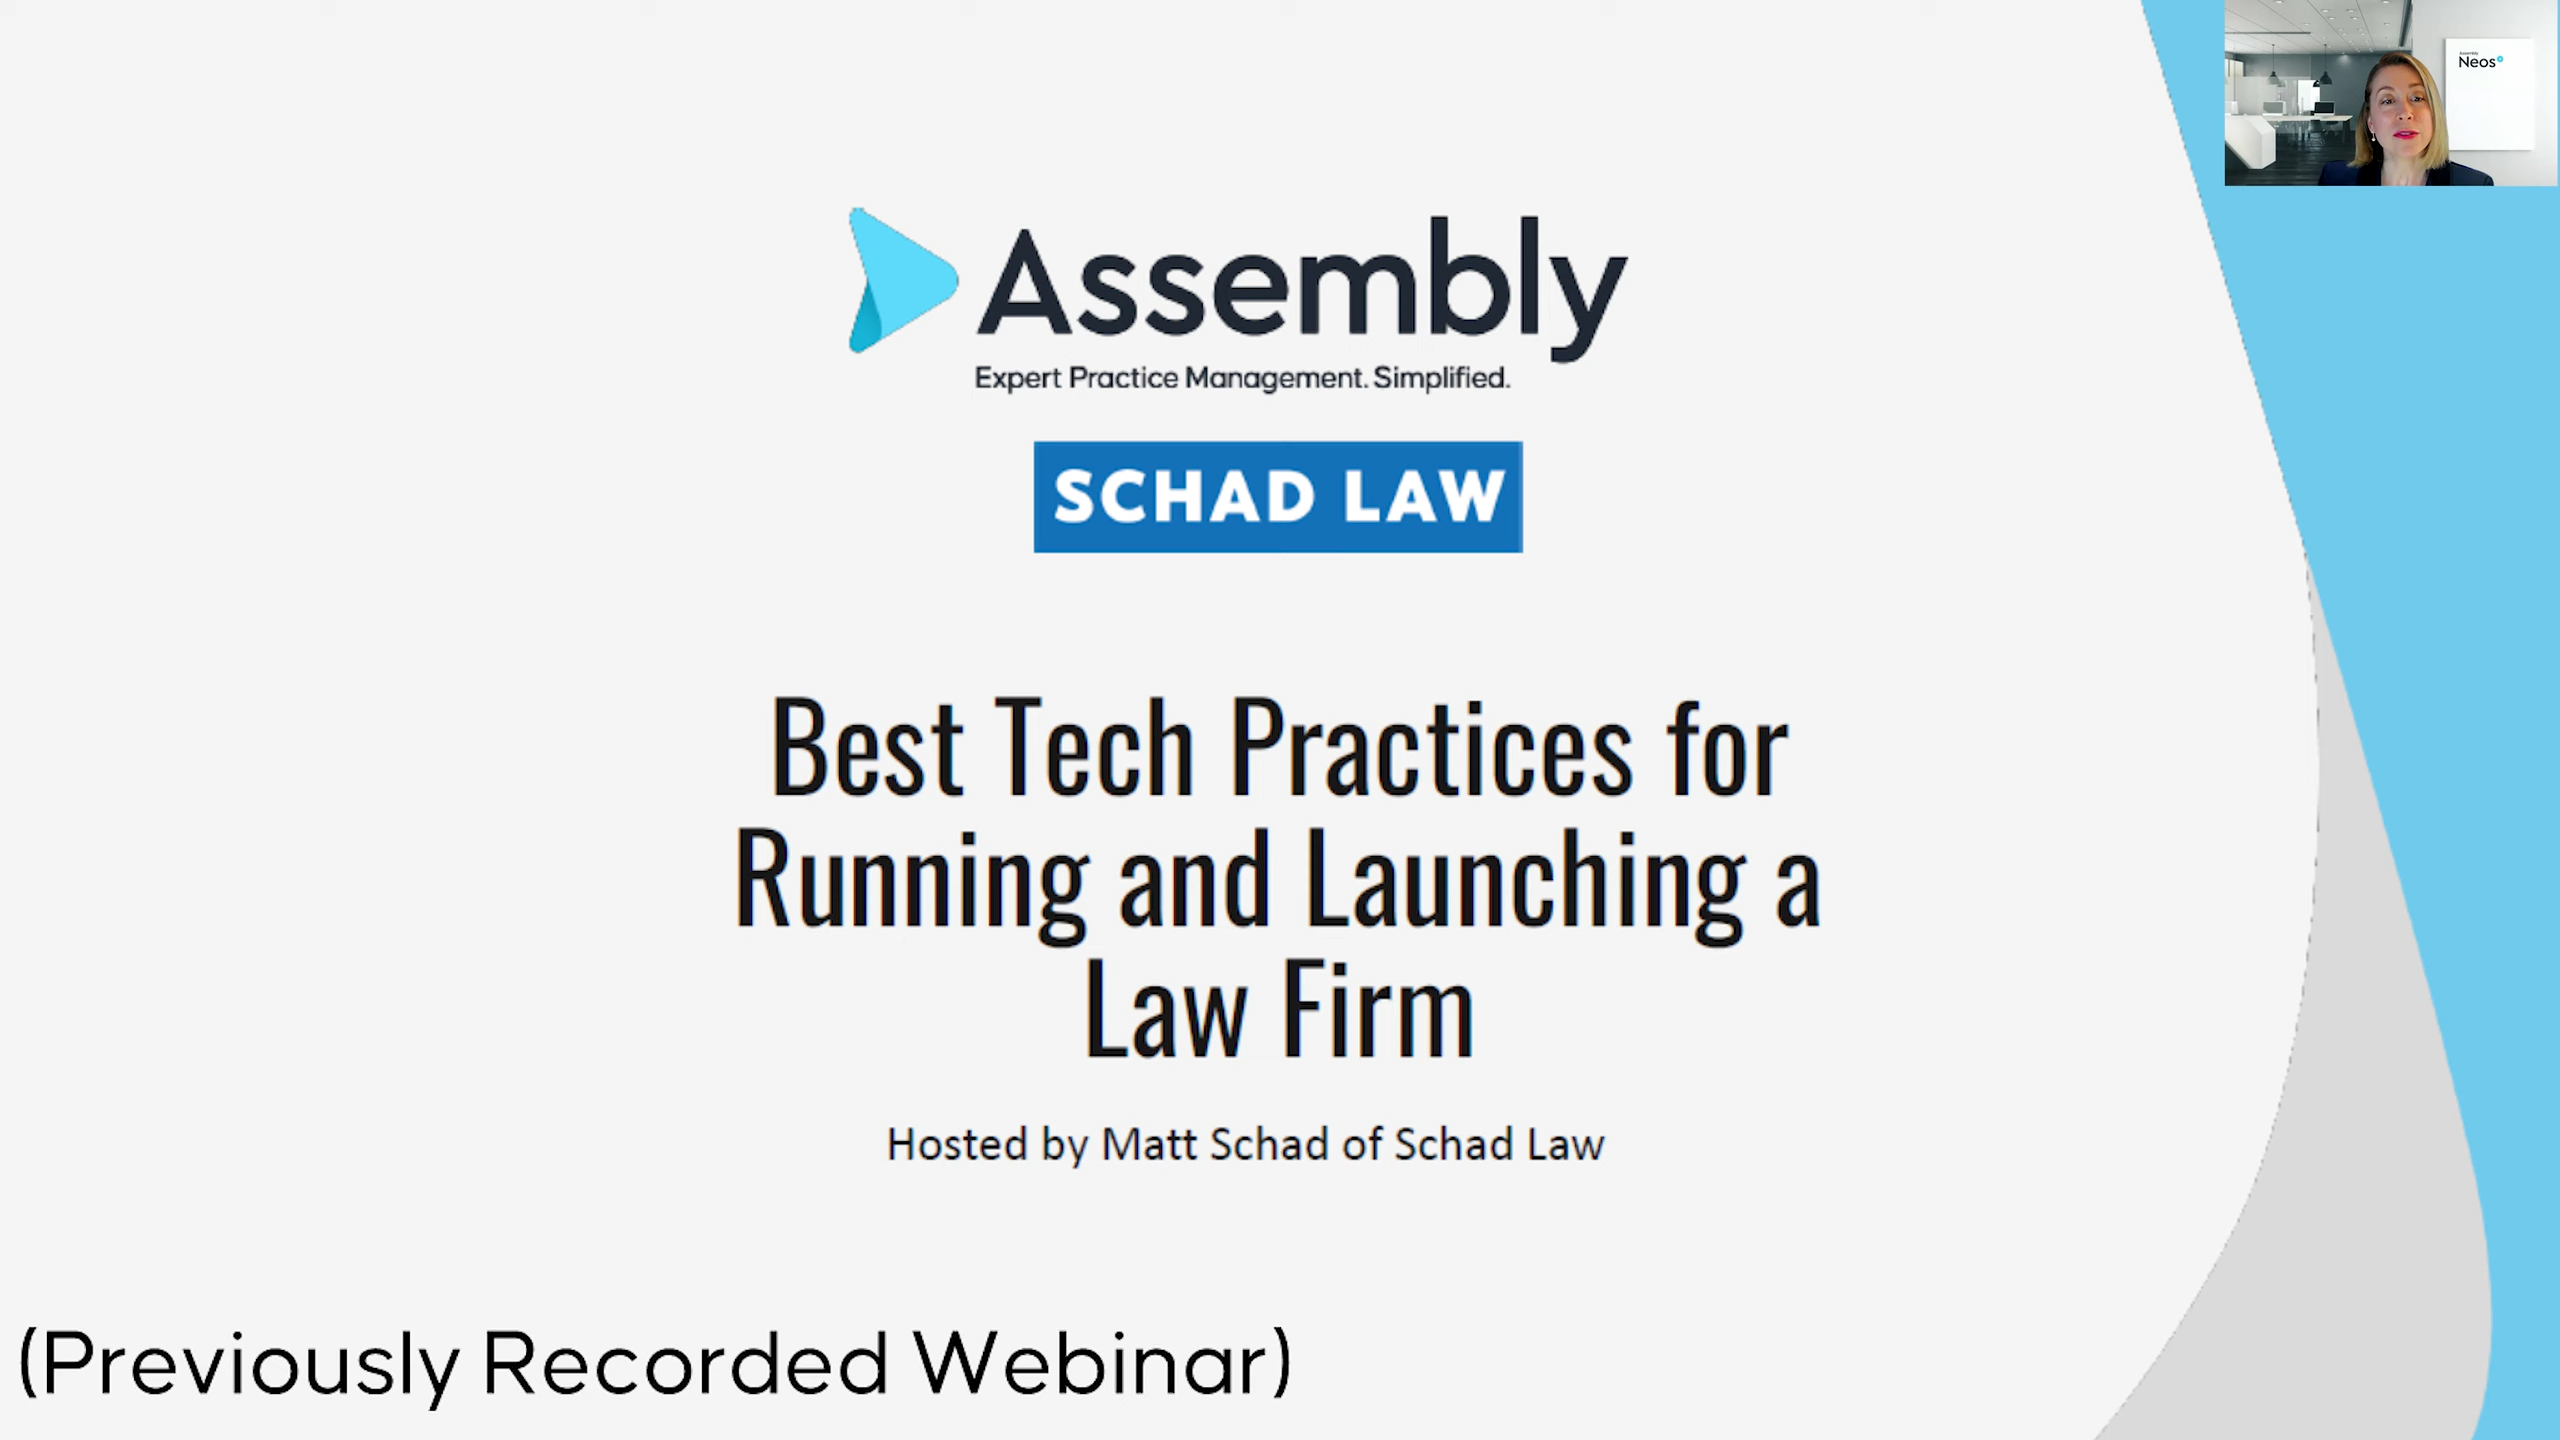 Assembly
Neos
Assembly
Expert Practice Management. Simplified.
SCHAD LAW
Best Tech Practices for
Running and Launching a
Law Firm
Hosted by Matt Schad of Schad Law
(Previously Recorded Webinar)